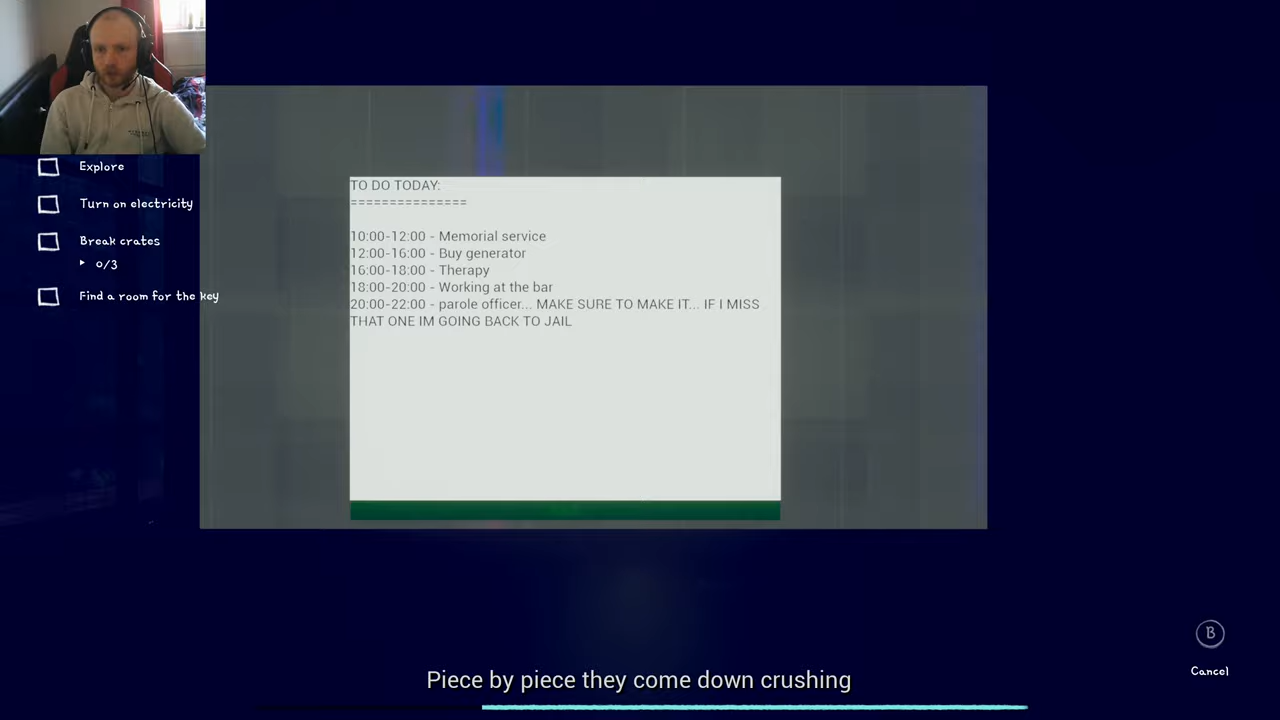 Explore
Turn on electricity
Break crates
0/3
Find a room for the key
TO DO TODAY:
===============
10:00-12:00 - Memorial service
12:00-16:00 - Buy generator
16:00-18:00 - Therapy
18:00-20:00 - Working at the bar
20:00-22:00 - parole officer... MAKE SURE TO MAKE IT... IF I MISS
THAT ONE IM GOING BACK TO JAIL
B
Cancel
Piece by piece they come down crushing